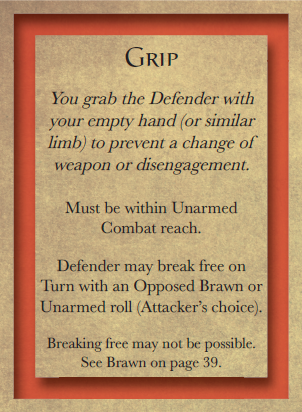 GRIP
You grab the Defender with
your empty hand (or similar
limb) to prevent a change of
weapon or disengagement.
Must be within Unarmed
Combat reach.
Defender may break free on
Turn with an Opposed Brawn or
Unarmed roll (Attacker's choice).
Breaking free may not be possible.
See Brawn on page 39.